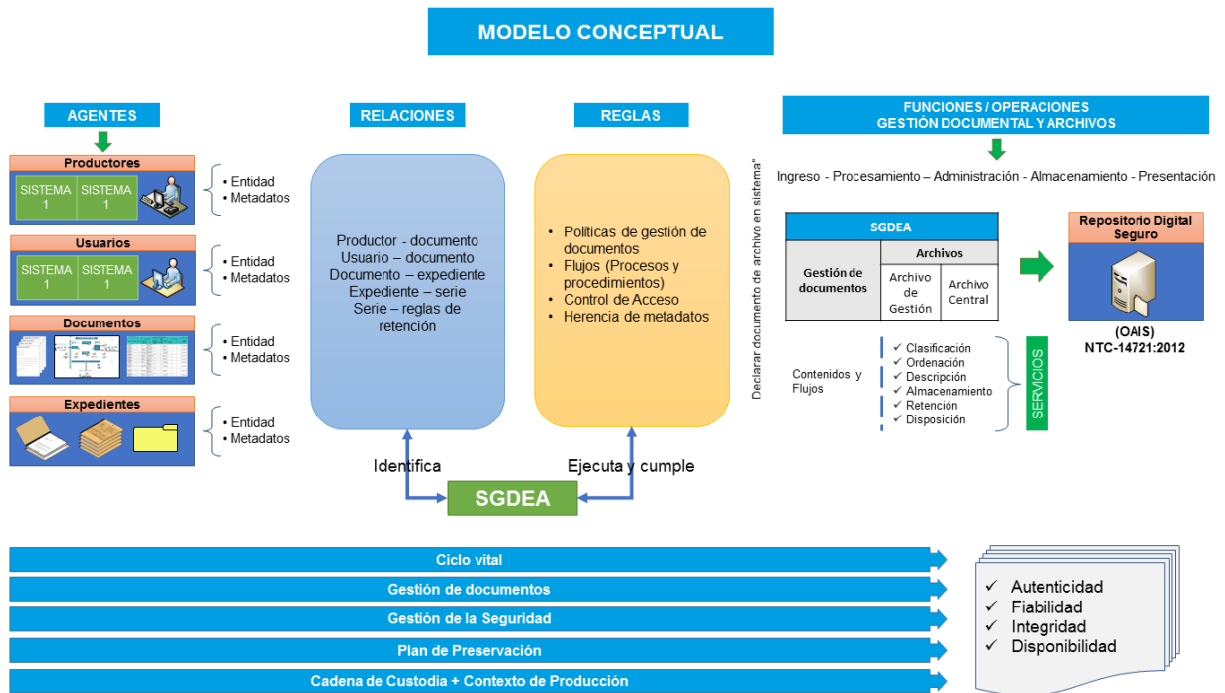 MODELO CONCEPTUAL
AGENTES
Productores
SISTEMA
1
SISTEMA
1
• Entidad
• Metadatos
Usuarios
SISTEMA
1
SISTEMA
1
• Entidad
• Metadatos
Documentos
• Entidad
• Metadatos
Expedientes
• Entidad
• Metadatos
RELACIONES
Productor - documento
Usuario – documento
Documento – expediente
Expediente – serie
Serie – reglas de
retención
REGLAS
• Políticas de gestión de
documentos
• Flujos (Procesos y
procedimientos)
• Control de Acceso
• Herencia de metadatos
Identifica
Ejecuta y cumple
SGDEA
Declarar documento de archivo en sistema"
FUNCIONES / OPERACIONES
GESTIÓN DOCUMENTAL Y ARCHIVOS
Ingreso - Procesamiento – Administración - Almacenamiento - Presentación
SGDEA
Gestión de
documentos
Archivos
Archivo
de
Gestión
Archivo
Central
Repositorio Digital
Seguro
(OAIS)
NTC-14721:2012
Contenidos y
Flujos
✓ Clasificación
✓ Ordenación
✓ Descripción
✓ Almacenamiento
✓ Retención
✓ Disposición
SERVICIOS
Ciclo vital
Gestión de documentos
Gestión de la Seguridad
Plan de Preservación
Cadena de Custodia + Contexto de Producción
✓ Autenticidad
✓ Fiabilidad
✓ Integridad
✓ Disponibilidad